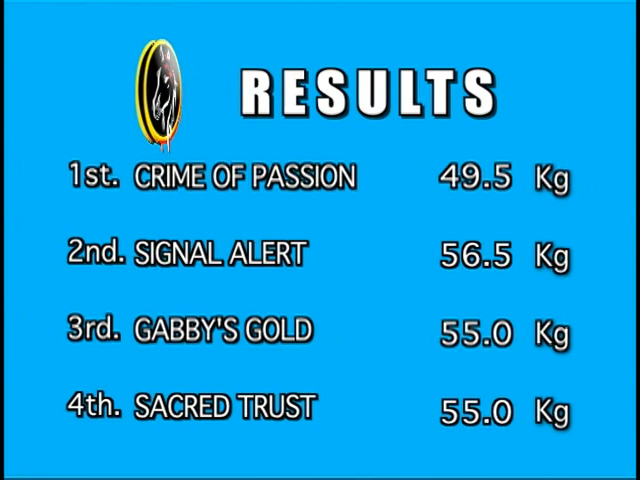 RESULTS
1st. CRIME OF PASSION 49.5 Kg
2nd. SIGNAL ALERT 56.5 Kg
3rd. GABBY'S GOLD 55.0 Kg
4th. SACRED TRUST 55.0 Kg